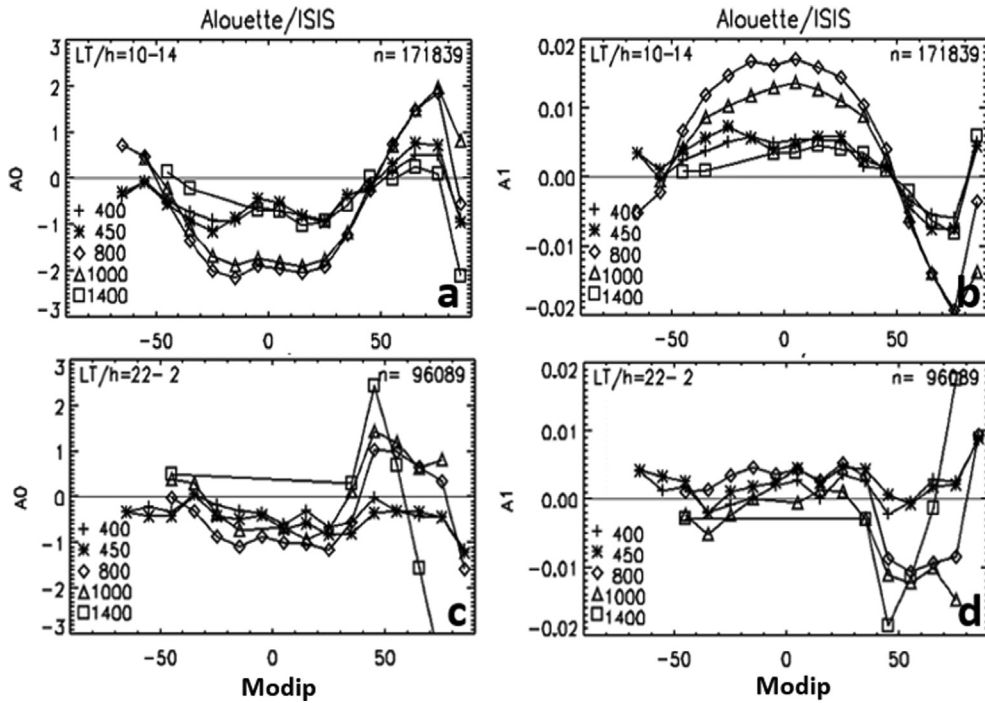 Alouette/ISIS
LT/h=10-14 n= 171839
A0
3
2
1
0
-1
-2
-3
+ 400
450
◇ 800
△ 1000
□ 1400
a
-50 0 50
Alouette/ISIS
LT/h=10-14 n= 171839
A1
0.02
0.01
0.00
-0.01
-0.02
+ 400
450
◇ 800
△ 1000
□ 1400
b
-50 0 50
Modip
LT/h=22- 2 n= 96089
A0
3
2
1
0
-1
-2
-3
+ 400
450
◇ 800
△ 1000
□ 1400
c
-50 0 50
Modip
LT/h=22- 2 n= 96089
A1
0.02
0.01
0.00
-0.01
-0.02
+ 400
450
◇ 800
△ 1000
□ 1400
d
-50 0 50
Modip